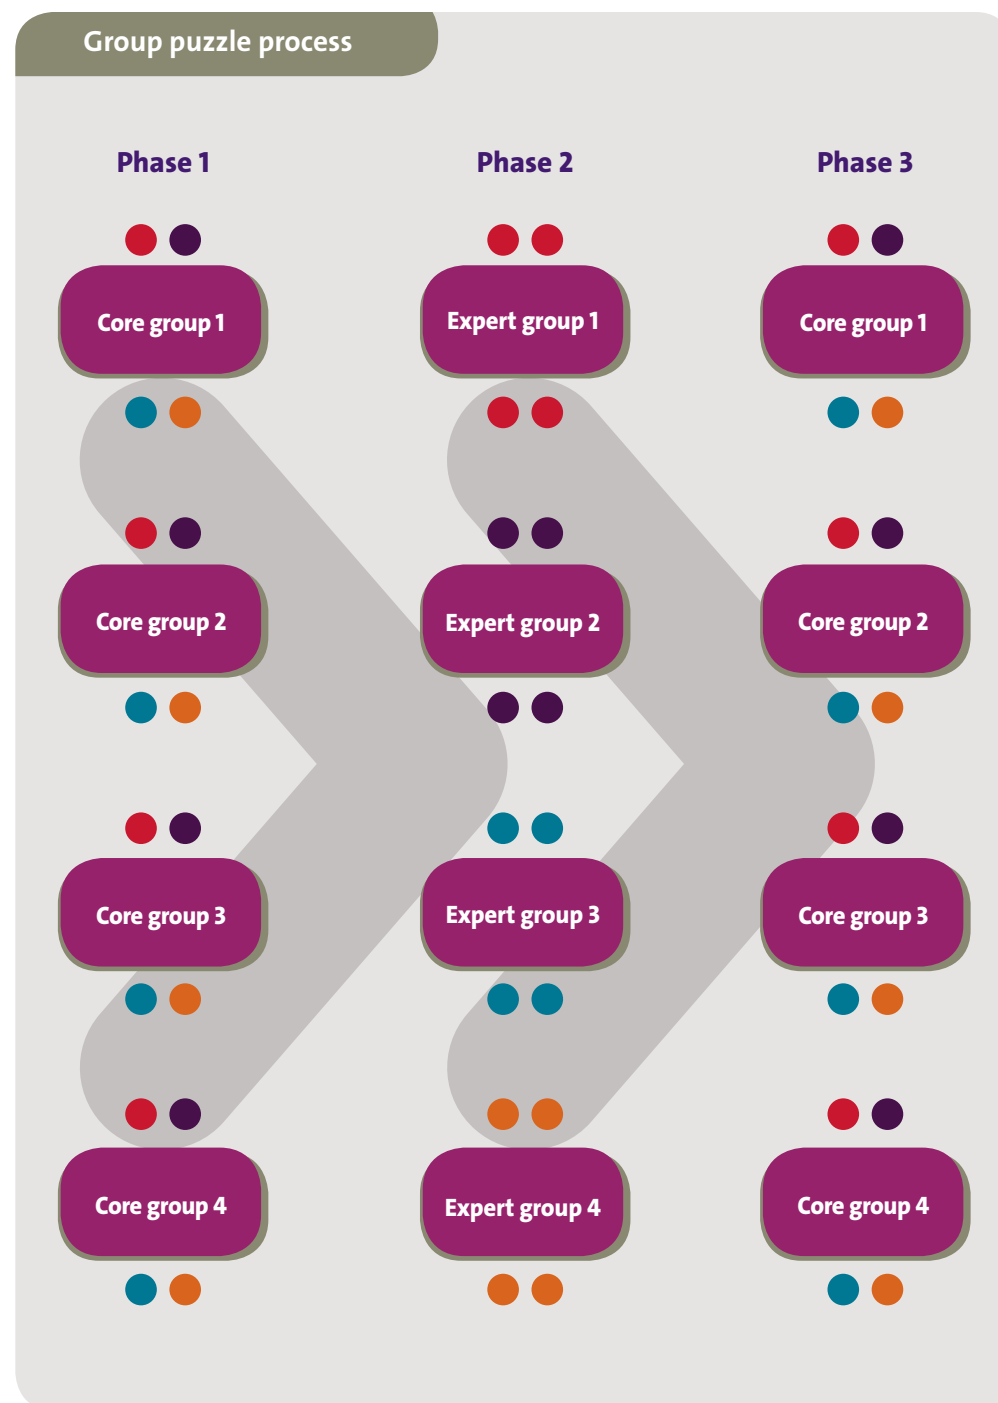 Group puzzle process
Phase 1
Phase 2
Phase 3
Core group 1
Expert group 1
Core group 1
Core group 2
Expert group 2
Core group 2
Core group 3
Expert group 3
Core group 3
Core group 4
Expert group 4
Core group 4